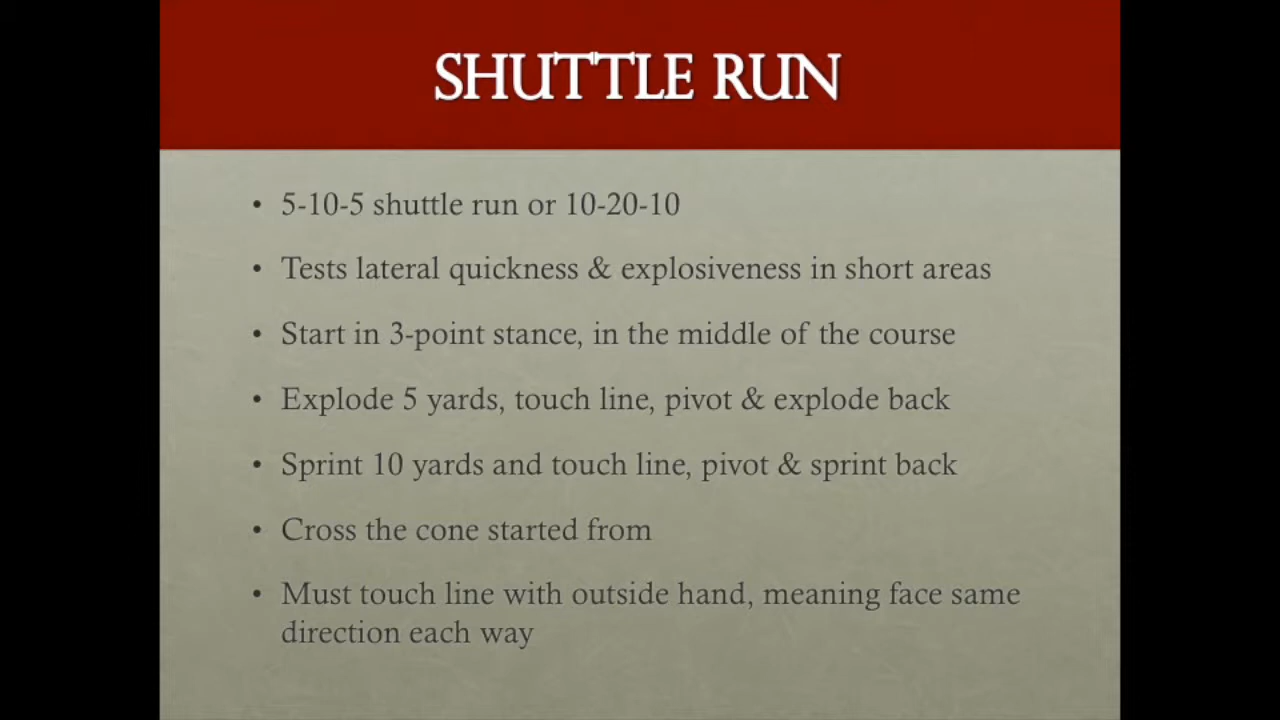 SHUTTLE RUN
• 5-10-5 shuttle run or 10-20-10
• Tests lateral quickness & explosiveness in short areas
• Start in 3-point stance, in the middle of the course
• Explode 5 yards, touch line, pivot & explode back
• Sprint 10 yards and touch line, pivot & sprint back
• Cross the cone started from
• Must touch line with outside hand, meaning face same
direction each way